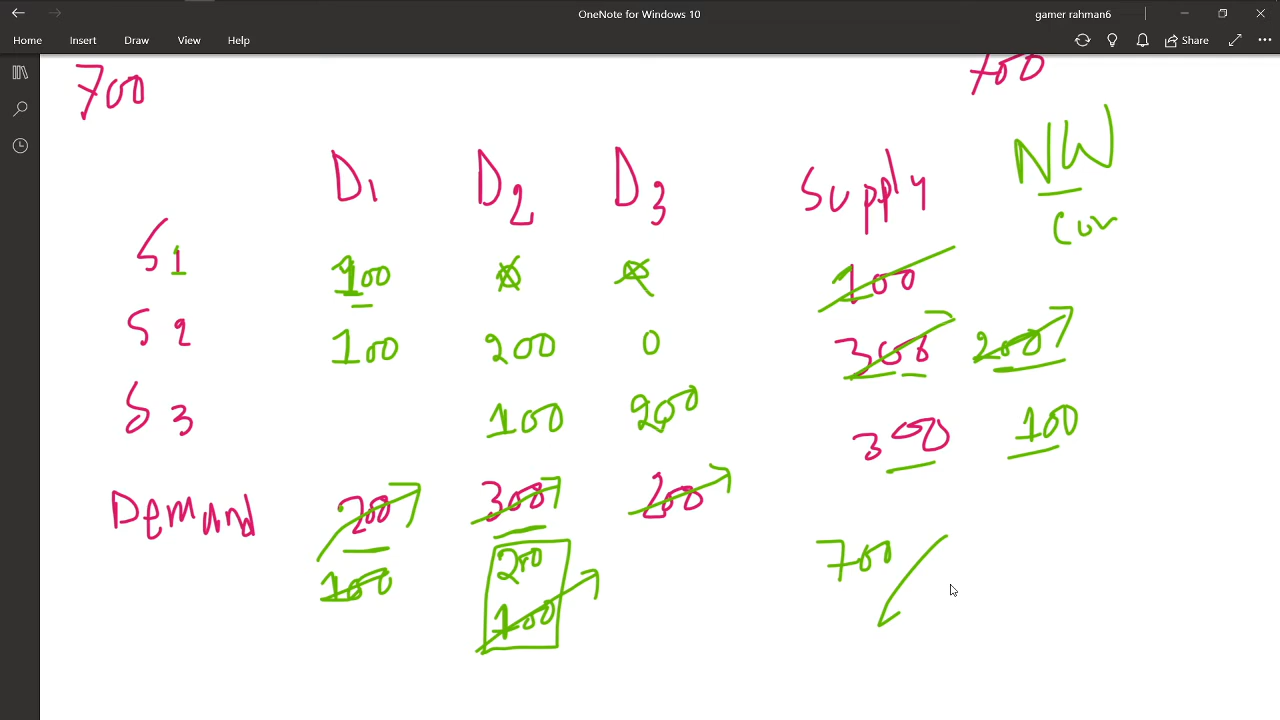 OneNote for Windows 10
gamer rahman6
Home Insert Draw View Help
Share
700 700
NW
D1 D2 D3 Supply
Cor
S1 100 100
S2 100 200 0 300 200
S3 100 200 300 100
Demand 200 300 200
100 200 700
100